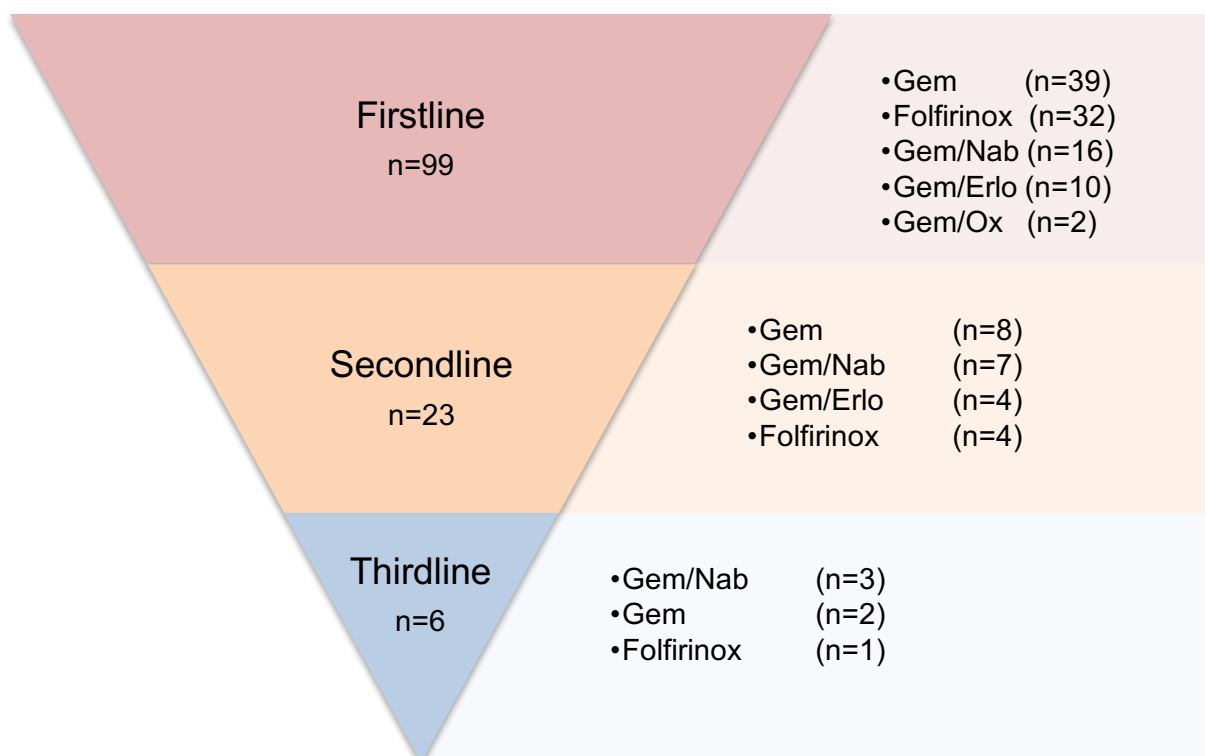 Firstline
n=99
•Gem (n=39)
•Folfirinox (n=32)
•Gem/Nab (n=16)
•Gem/Erlo (n=10)
•Gem/Ox (n=2)
Secondline
n=23
•Gem (n=8)
•Gem/Nab (n=7)
•Gem/Erlo (n=4)
•Folfirinox (n=4)
Thirdline
n=6
•Gem/Nab (n=3)
•Gem (n=2)
•Folfirinox (n=1)